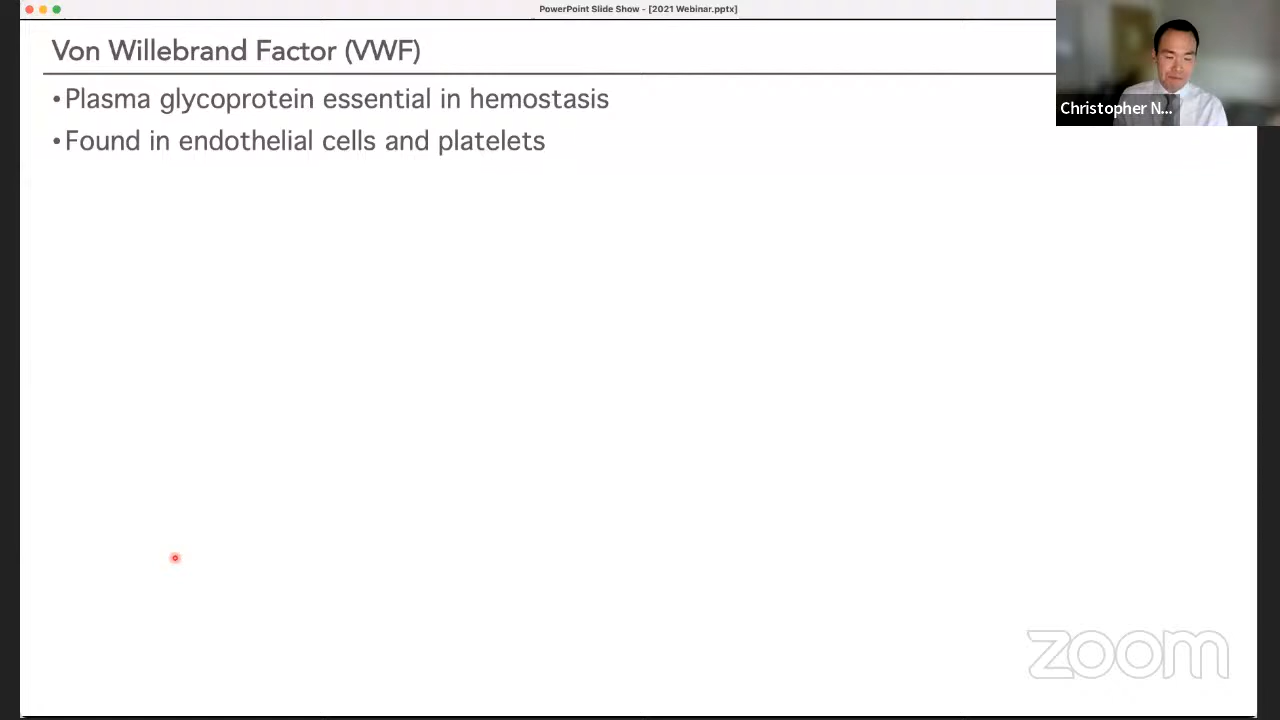 PowerPoint Slide Show - [2021 Webinar.pptx]
Von Willebrand Factor (VWF)
•Plasma glycoprotein essential in hemostasis
•Found in endothelial cells and platelets
Christopher N...
zoom